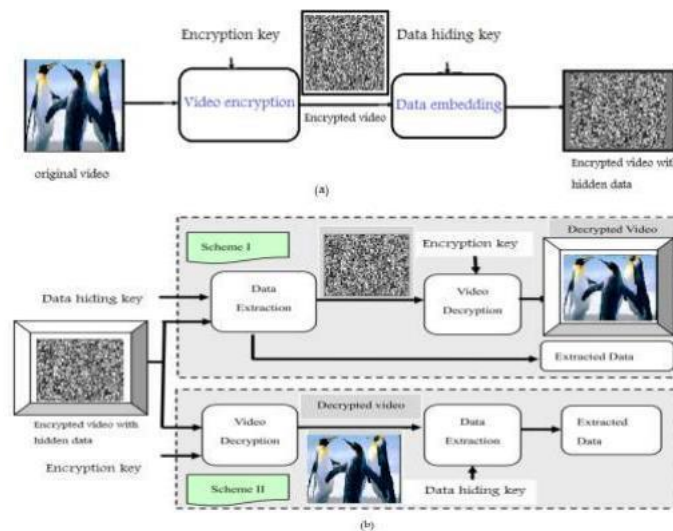 Encryption key
Data hiding key
Video encryption
Data embedding
Encrypted video
original video
Encrypted video with
hidden data
(a)
Scheme I
Encryption key
Decrypted Video
Data hiding key
Data
Extraction
Video
Decryption
Extracted Data
Encrypted video with
hidden data
Video
Decryption
Decrypted video
Data
Extraction
Extracted
Data
Encryption key
Scheme II
Data hiding key
(b)